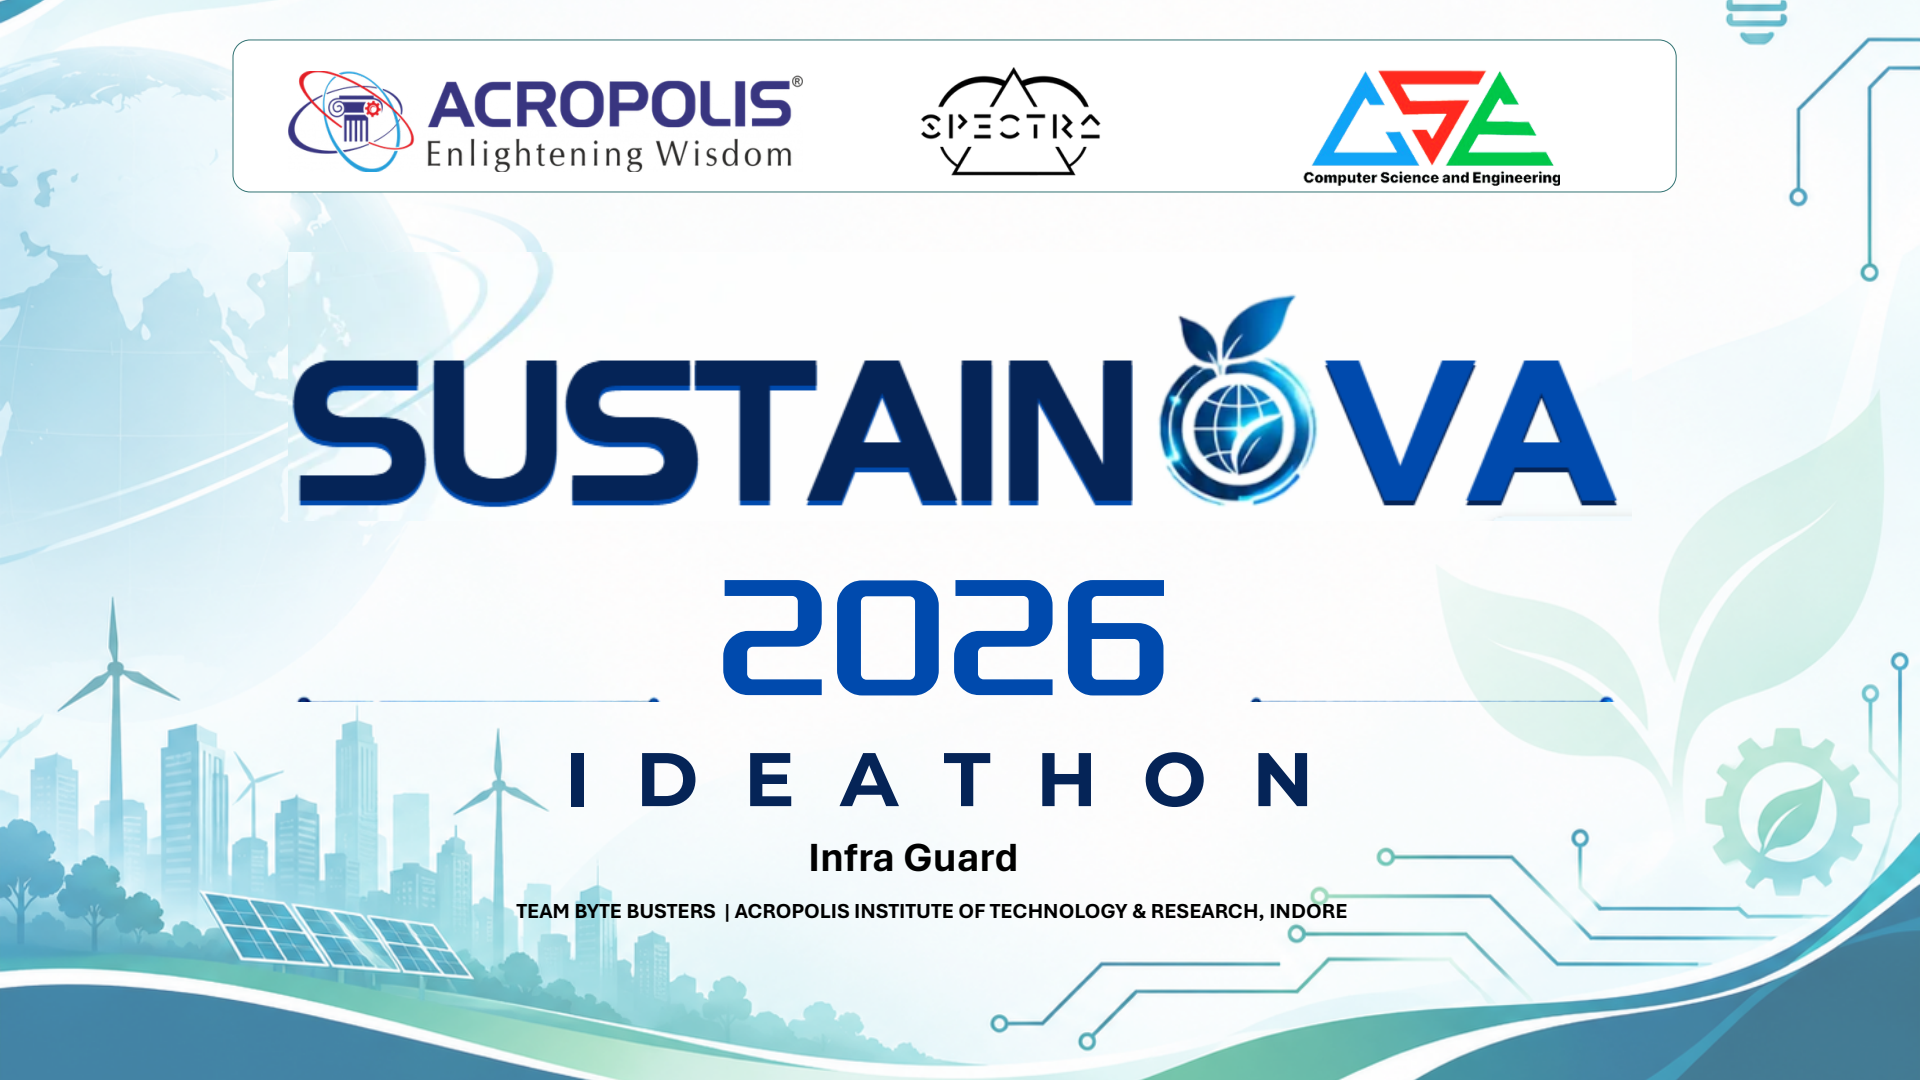 ACROPOLIS®
Enlightening Wisdom
SPECTRA
CSE
Computer Science and Engineering
SUSTAINOVA
2026
IDEATHON
Infra Guard
TEAM BYTE BUSTERS | ACROPOLIS INSTITUTE OF TECHNOLOGY & RESEARCH, INDORE